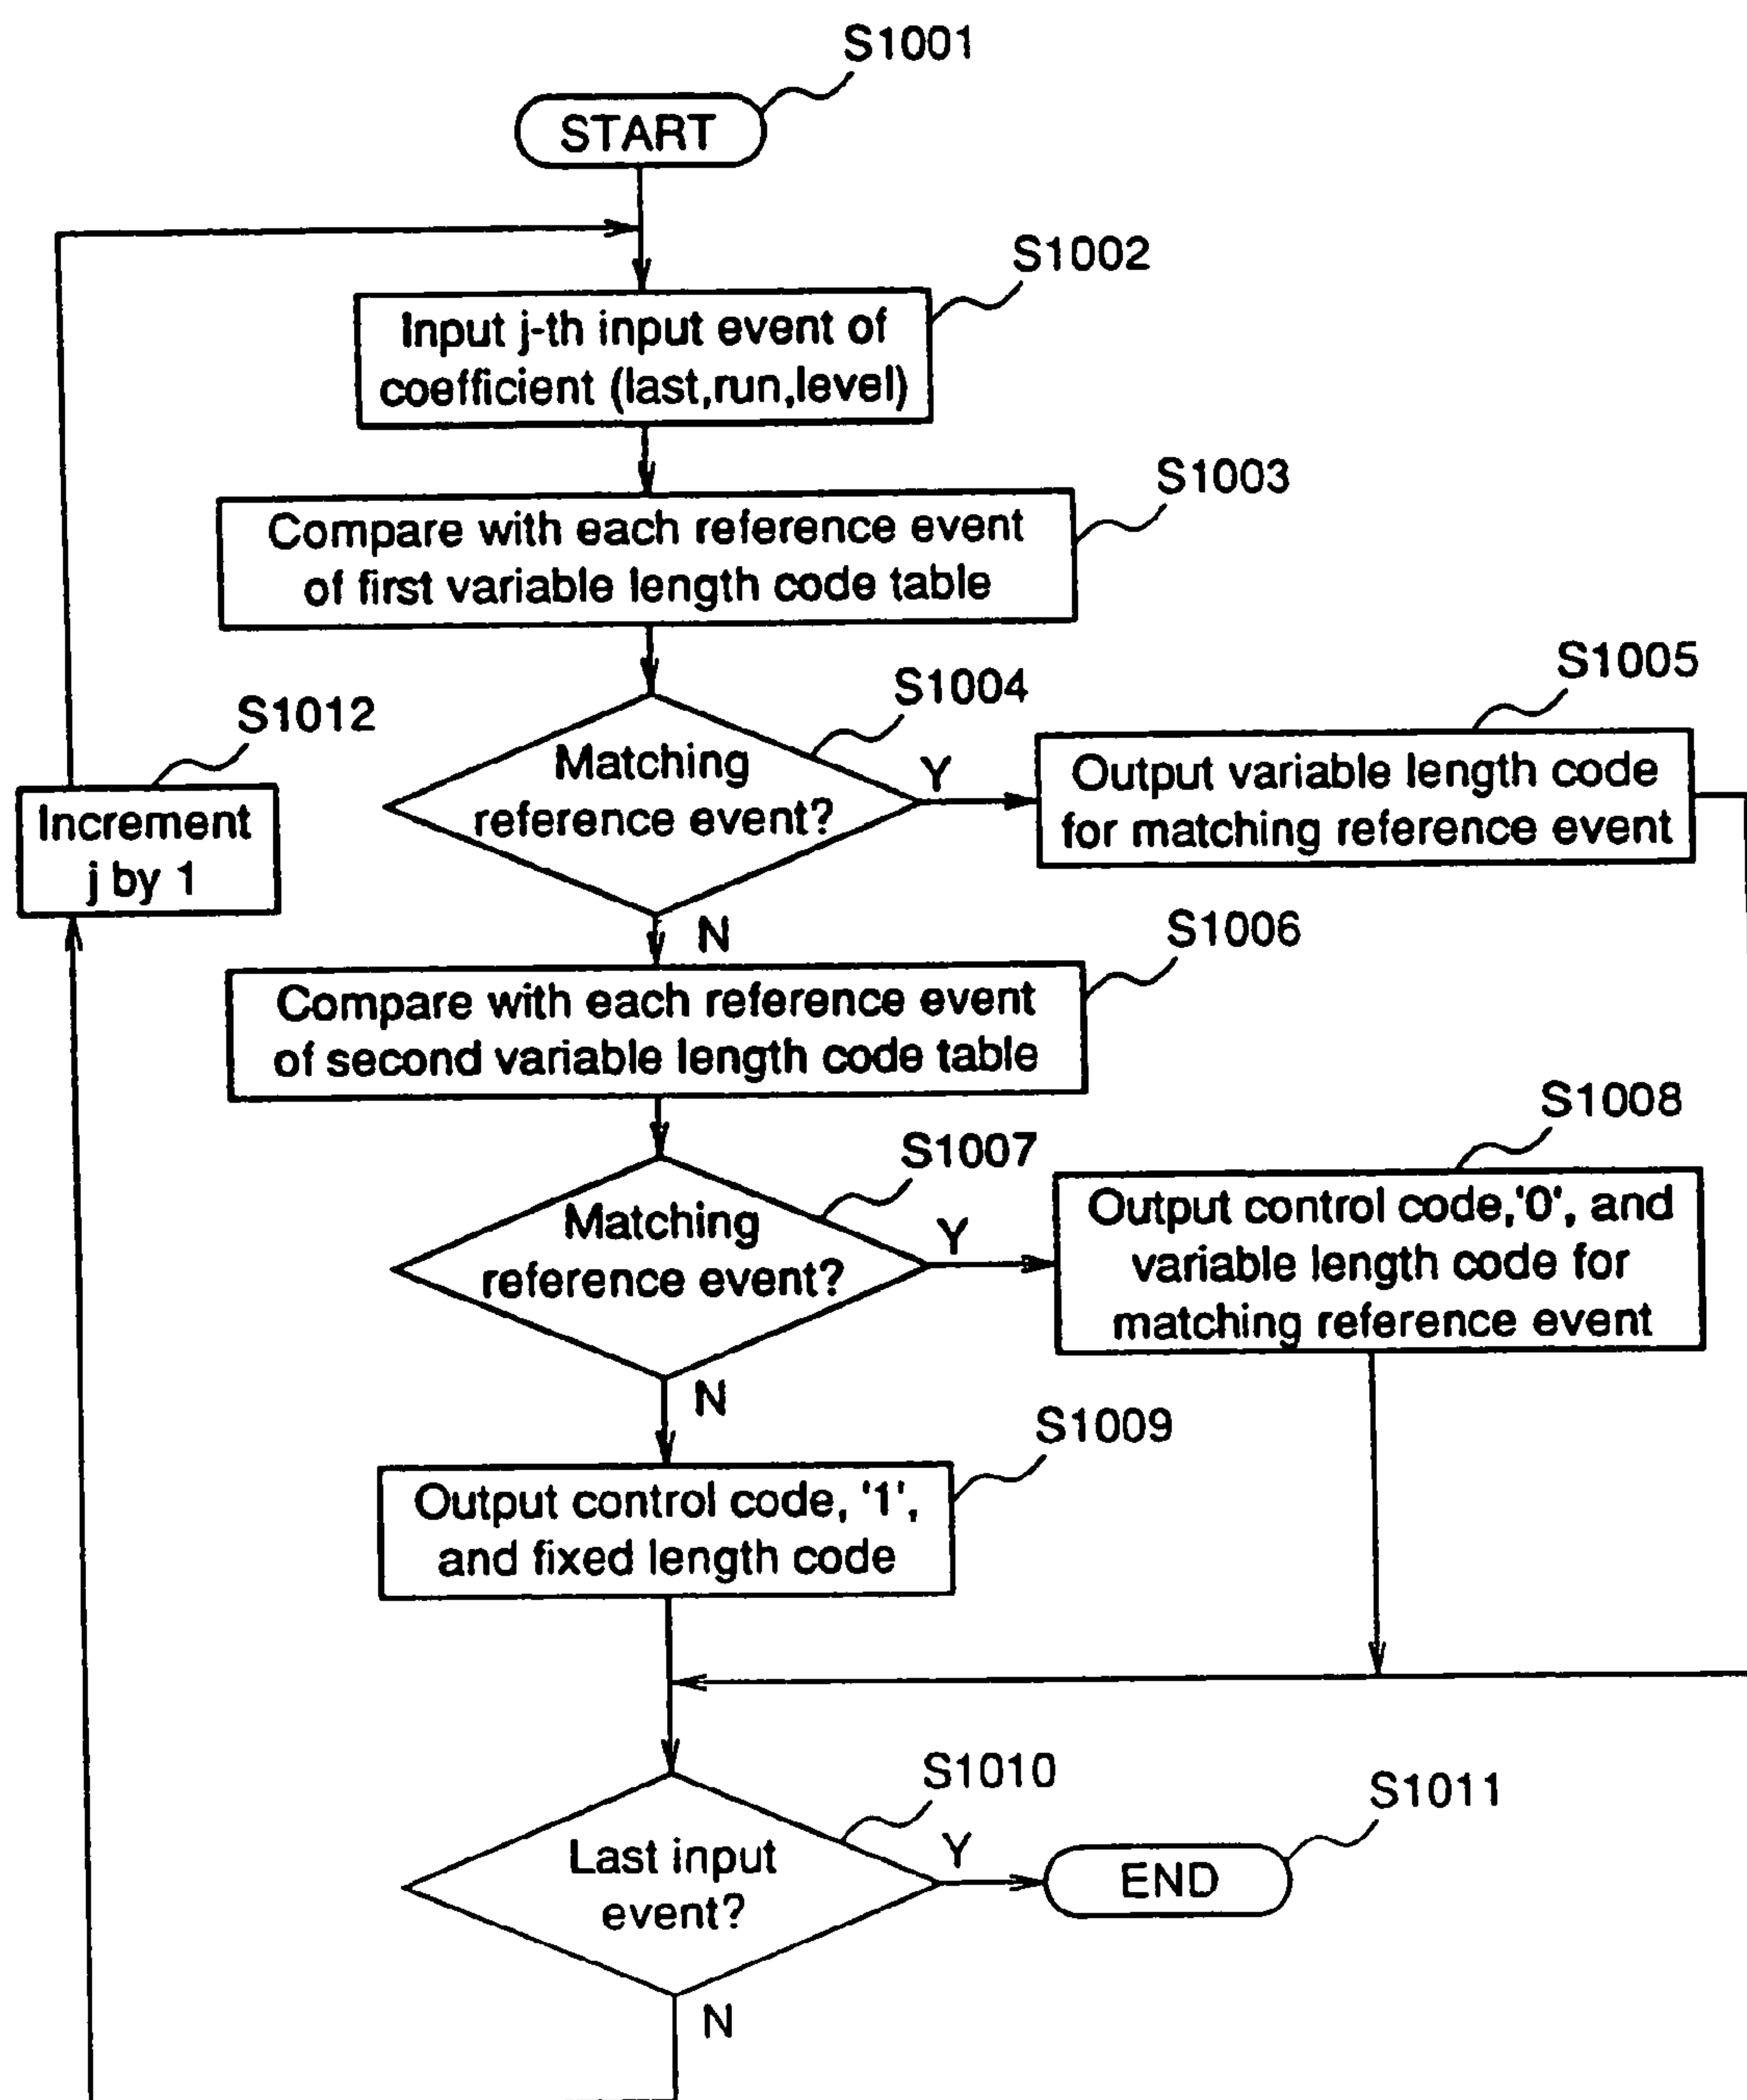 S1001
START
S1002
Input j-th input event of
coefficient (last,run,level)
S1003
Compare with each reference event
of first variable length code table
S1004
Matching
reference event?
Y
S1005
Output variable length code
for matching reference event
S1012
Increment
j by 1
N
S1006
Compare with each reference event
of second variable length code table
S1007
Matching
reference event?
Y
S1008
Output control code,'0', and
variable length code for
matching reference event
N
S1009
Output control code, '1',
and fixed length code
S1010
Last input
event?
Y
S1011
END
N